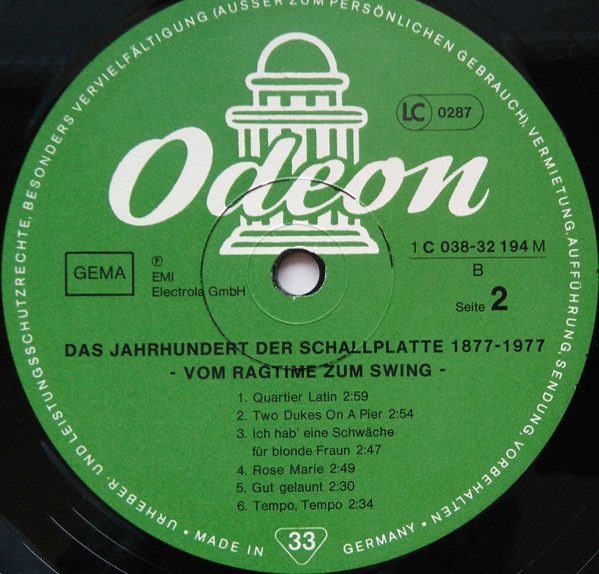 URHEBER- UND LEISTUNGSSCHUTZRECHTE, BESONDERS VERVIELFÄLTIGUNG (AUSSER ZUM PERSÖNLICHEN GEBRAUCH), VERMIETUNG, AUFFÜHRUNG, SENDUNG VORBEHALTEN
Odeon
LC 0287
GEMA
℗
EMI
Electrola GmbH
1 C 038-32 194 M
B
Seite 2
DAS JAHRHUNDERT DER SCHALLPLATTE 1877-1977
- VOM RAGTIME ZUM SWING -
1. Quartier Latin 2:59
2. Two Dukes On A Pier 2:54
3. Ich hab' eine Schwäche
für blonde Fraun 2:47
4. Rose Marie 2:49
5. Gut gelaunt 2:30
6. Tempo, Tempo 2:34
• MADE IN 33 GERMANY •